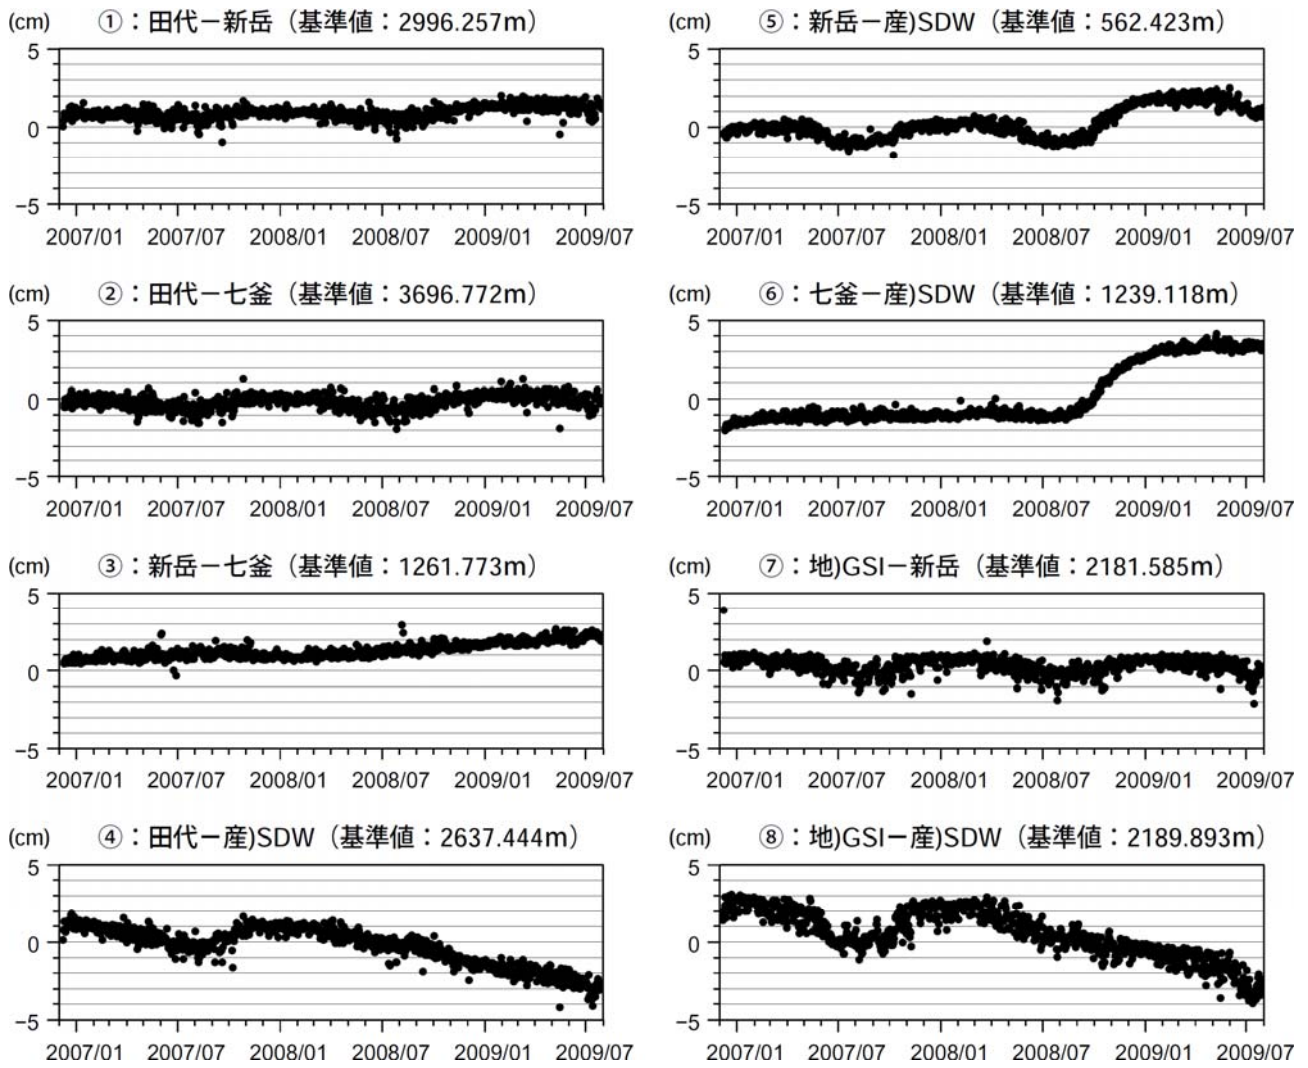 (cm) ①：田代－新岳（基準値：2996.257m）
5
0
−5
2007/01 2007/07 2008/01 2008/07 2009/01 2009/07
(cm) ②：田代－七釜（基準値：3696.772m）
5
0
−5
2007/01 2007/07 2008/01 2008/07 2009/01 2009/07
(cm) ③：新岳－七釜（基準値：1261.773m）
5
0
−5
2007/01 2007/07 2008/01 2008/07 2009/01 2009/07
(cm) ④：田代－産)SDW（基準値：2637.444m）
5
0
−5
2007/01 2007/07 2008/01 2008/07 2009/01 2009/07
(cm) ⑤：新岳－産)SDW（基準値：562.423m）
5
0
−5
2007/01 2007/07 2008/01 2008/07 2009/01 2009/07
(cm) ⑥：七釜－産)SDW（基準値：1239.118m）
5
0
−5
2007/01 2007/07 2008/01 2008/07 2009/01 2009/07
(cm) ⑦：地)GSI－新岳（基準値：2181.585m）
5
0
−5
2007/01 2007/07 2008/01 2008/07 2009/01 2009/07
(cm) ⑧：地)GSI－産)SDW（基準値：2189.893m）
5
0
−5
2007/01 2007/07 2008/01 2008/07 2009/01 2009/07